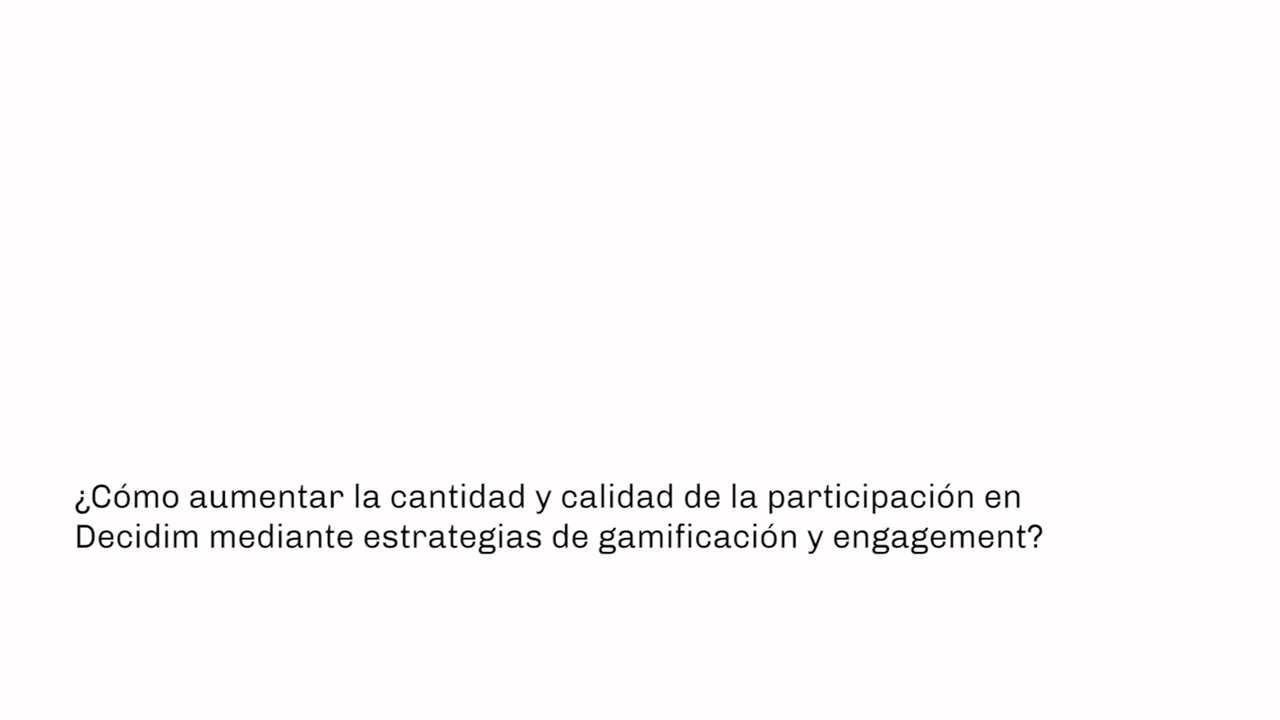 ¿Cómo aumentar la cantidad y calidad de la participación en
Decidim mediante estrategias de gamificación y engagement?